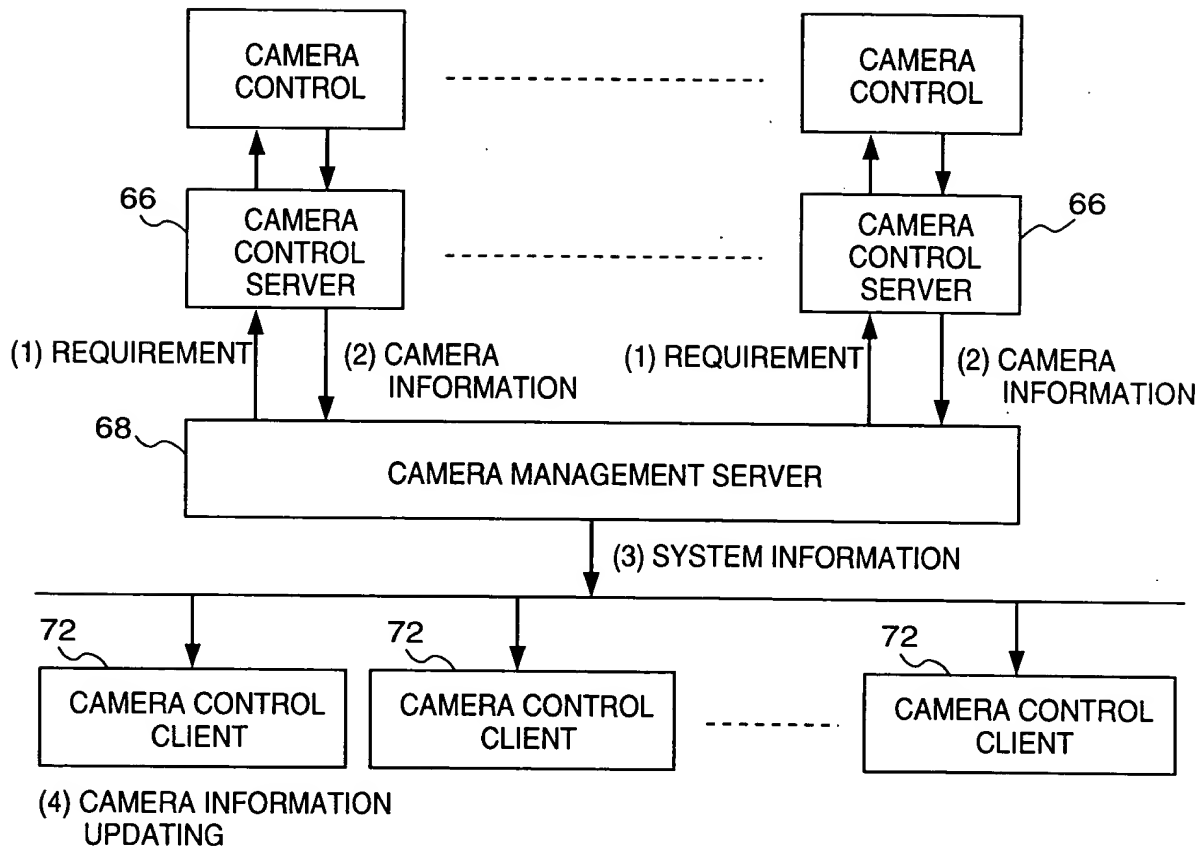 CAMERA
CONTROL
CAMERA
CONTROL
66
CAMERA
CONTROL
SERVER
CAMERA
CONTROL
SERVER
66
(1) REQUIREMENT
(2) CAMERA
INFORMATION
(1) REQUIREMENT
(2) CAMERA
INFORMATION
68
CAMERA MANAGEMENT SERVER
(3) SYSTEM INFORMATION
72
CAMERA CONTROL
CLIENT
72
CAMERA CONTROL
CLIENT
72
CAMERA CONTROL
CLIENT
(4) CAMERA INFORMATION
UPDATING